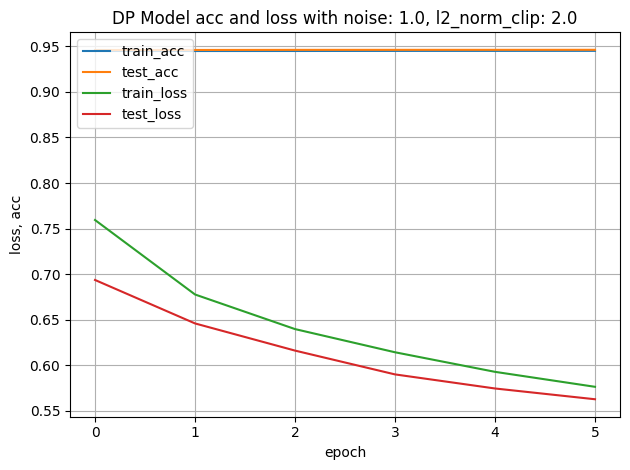 DP Model acc and loss with noise: 1.0, l2_norm_clip: 2.0
train_acc
test_acc
train_loss
test_loss
0.95
0.90
0.85
0.80
0.75
0.70
0.65
0.60
0.55
loss, acc
0 1 2 3 4 5
epoch